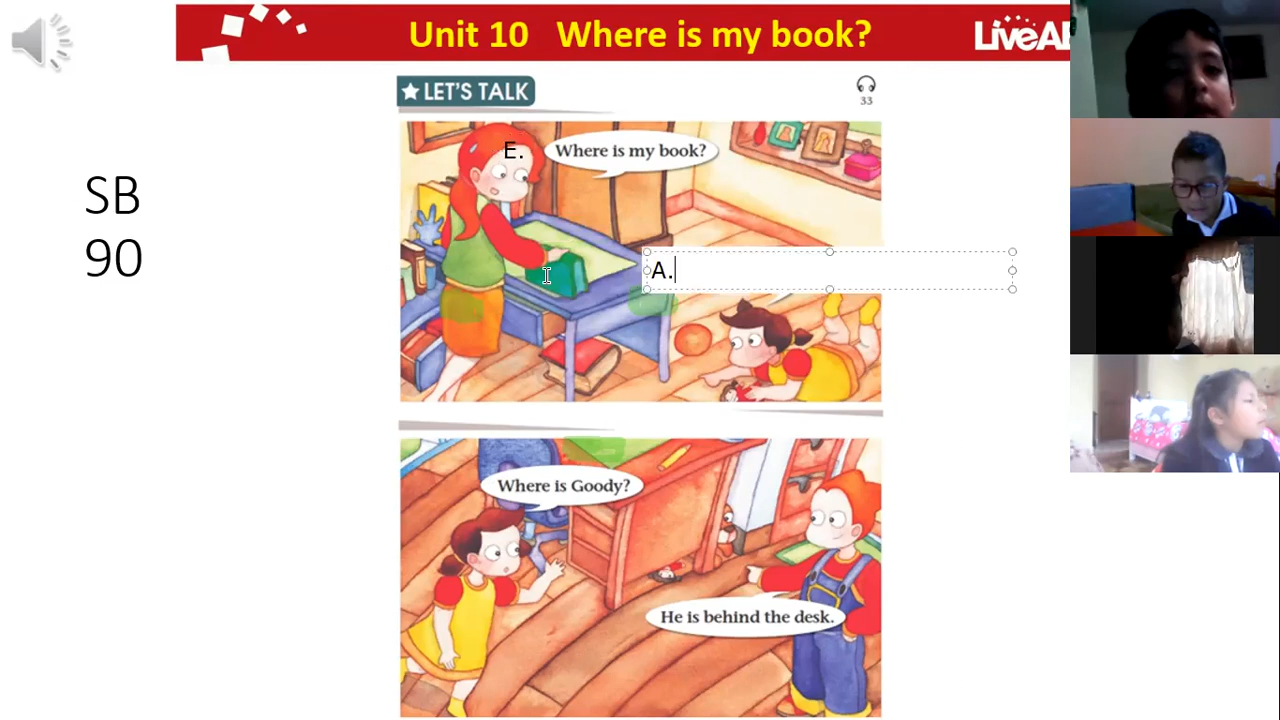 Unit 10 Where is my book?
LiveA
LET'S TALK
33
E.
Where is my book?
SB
90
A.
Where is Goody?
He is behind the desk.